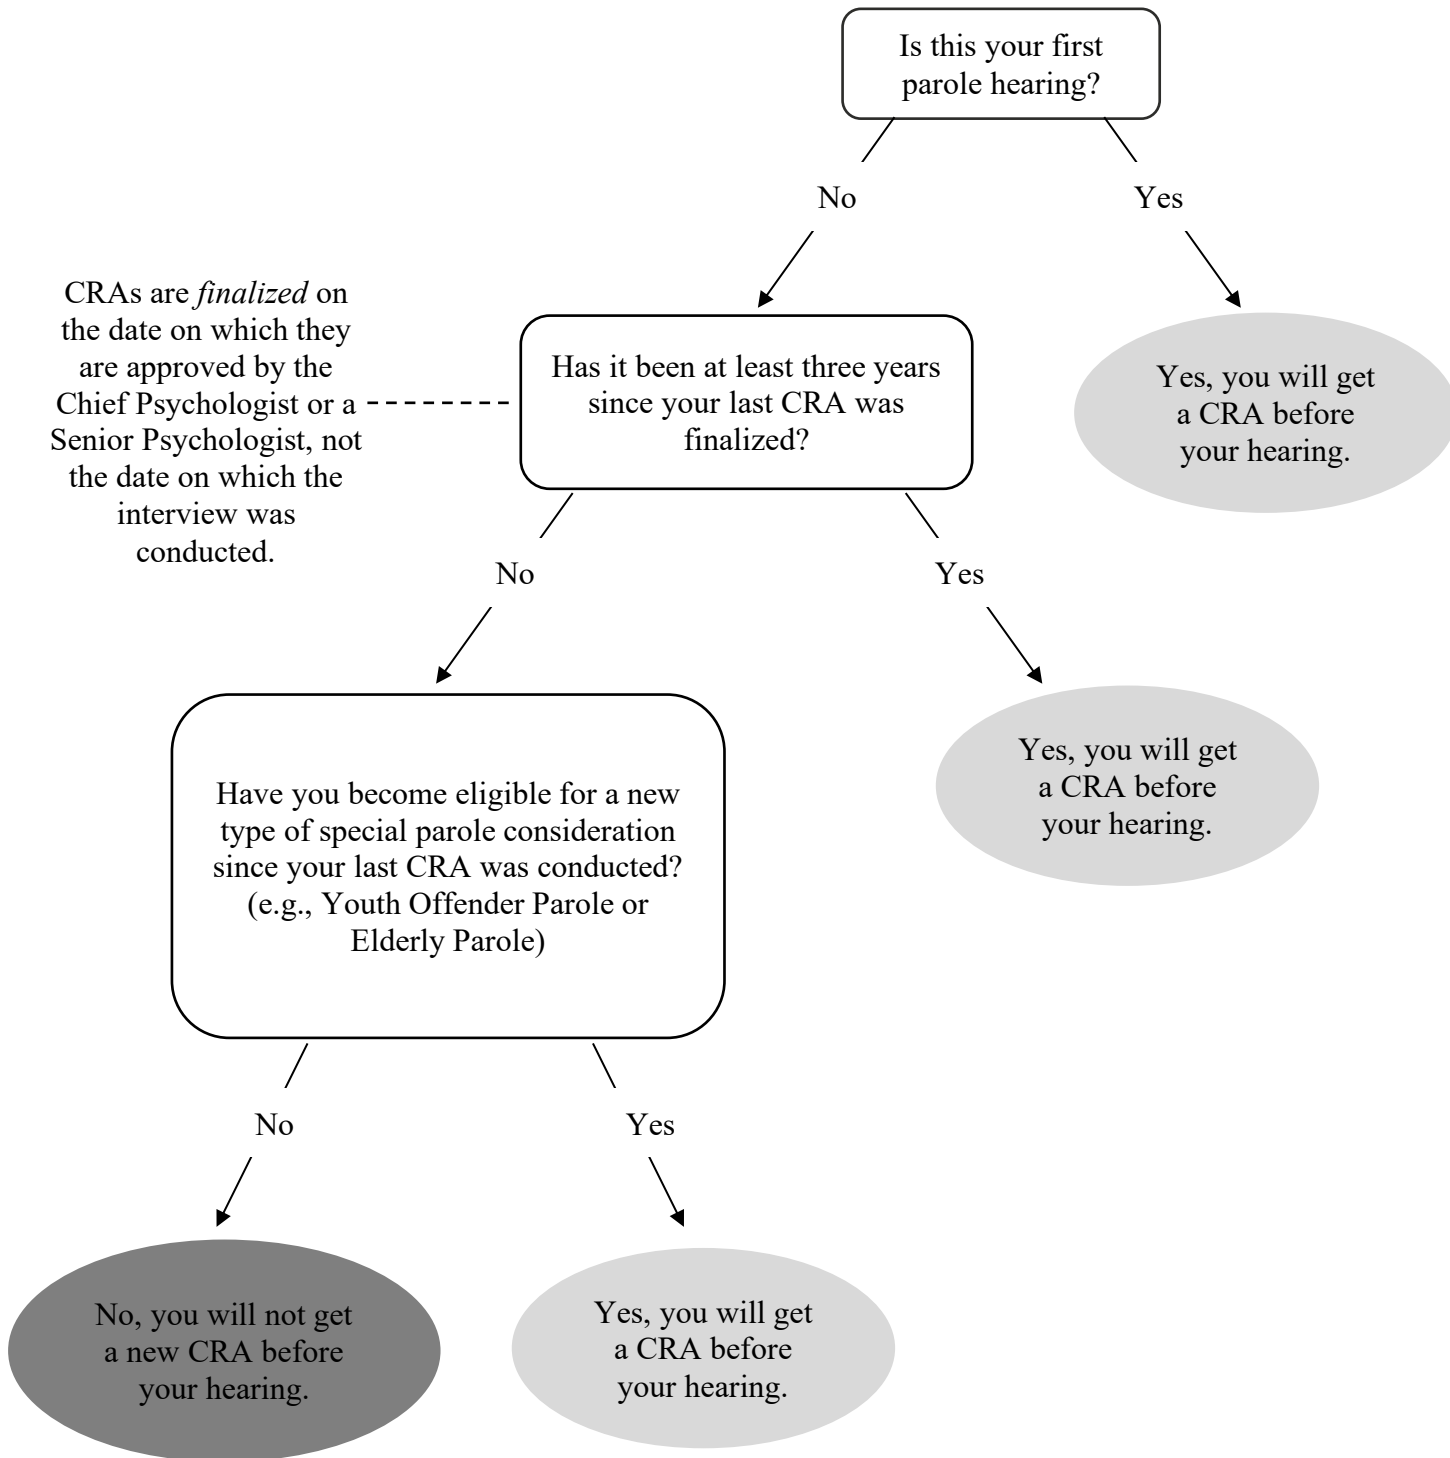 Is this your first
parole hearing?
No
Yes
CRAs are finalized on
the date on which they
are approved by the
Chief Psychologist or a
Senior Psychologist, not
the date on which the
interview was
conducted.
Has it been at least three years
since your last CRA was
finalized?
Yes, you will get
a CRA before
your hearing.
No
Yes
Have you become eligible for a new
type of special parole consideration
since your last CRA was conducted?
(e.g., Youth Offender Parole or
Elderly Parole)
Yes, you will get
a CRA before
your hearing.
No
Yes
No, you will not get
a new CRA before
your hearing.
Yes, you will get
a CRA before
your hearing.